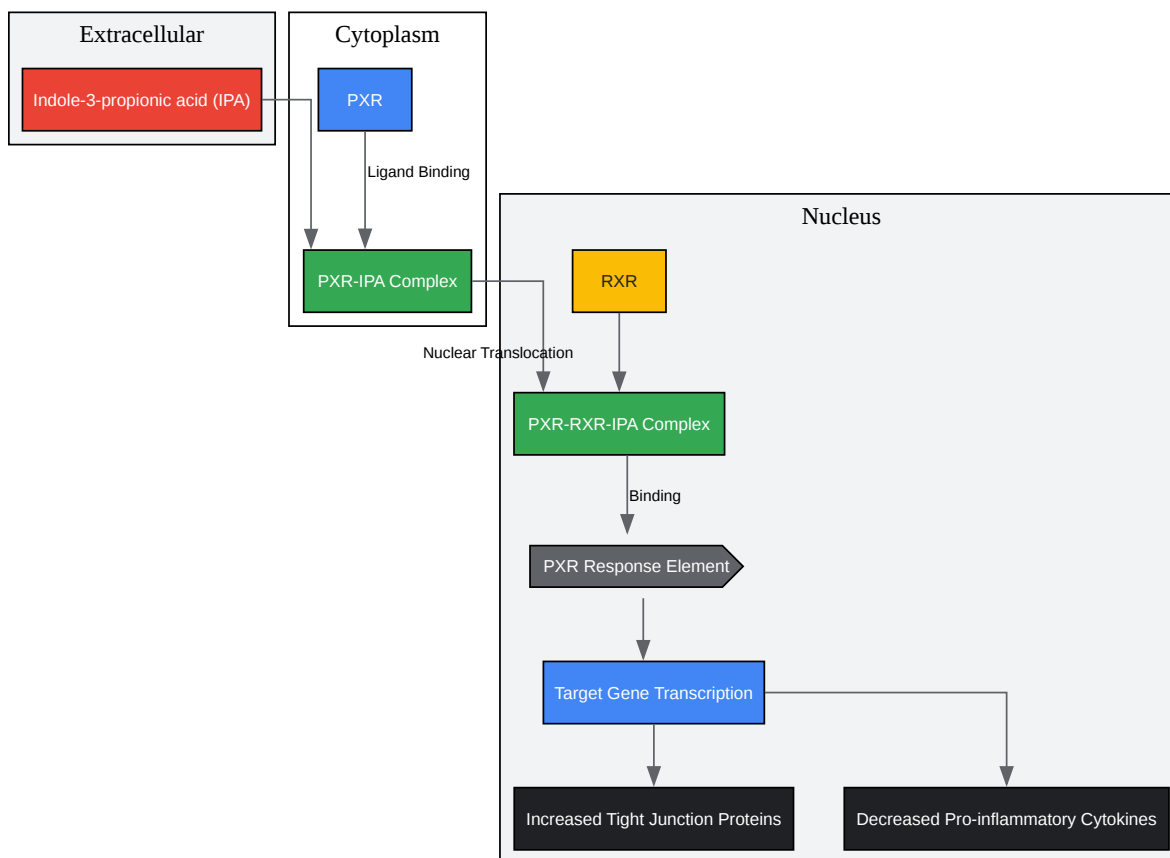 Extracellular
Indole-3-propionic acid (IPA)
Cytoplasm
PXR
Ligand Binding
PXR-IPA Complex
Nucleus
RXR
Nuclear Translocation
PXR-RXR-IPA Complex
Binding
PXR Response Element
Target Gene Transcription
Increased Tight Junction Proteins
Decreased Pro-inflammatory Cytokines